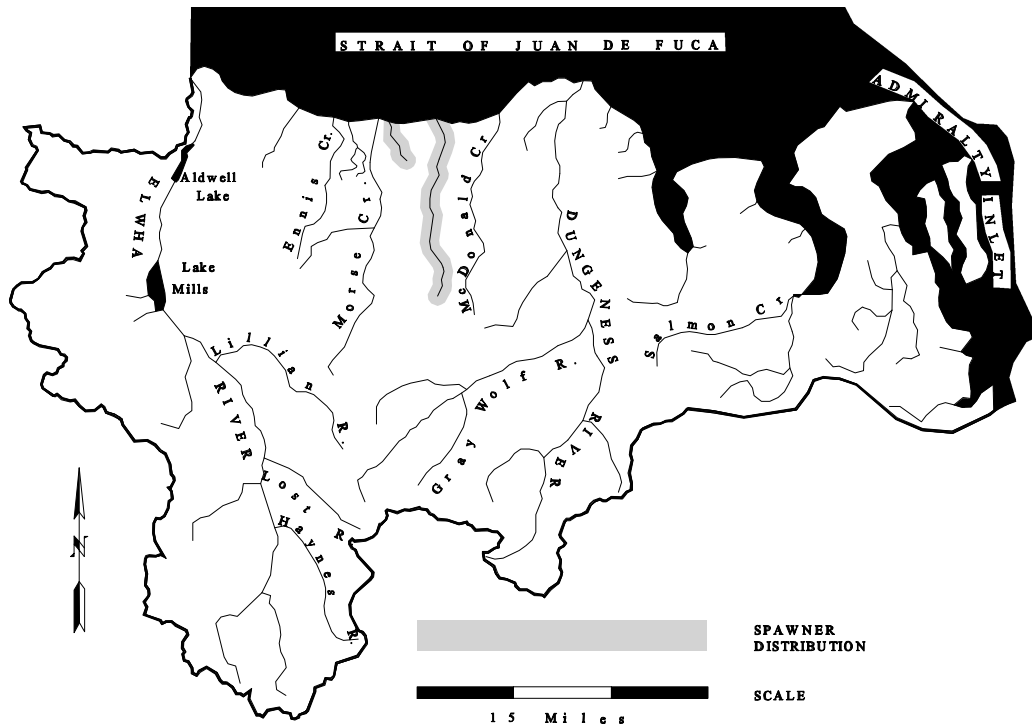 STRAIT OF JUAN DE FUCA
ADMIRALTY INLET
ELWHA
Aldwell
Lake
Ennis Cr.
Morse Cr.
McDonald Cr
DUNGENESS
Lake
Mills
Salmon Cr
Lillian R.
RIVER
Gray Wolf R.
RIVER
Lost R.
Haynes R.
N
SPAWNER
DISTRIBUTION
SCALE
15 Miles